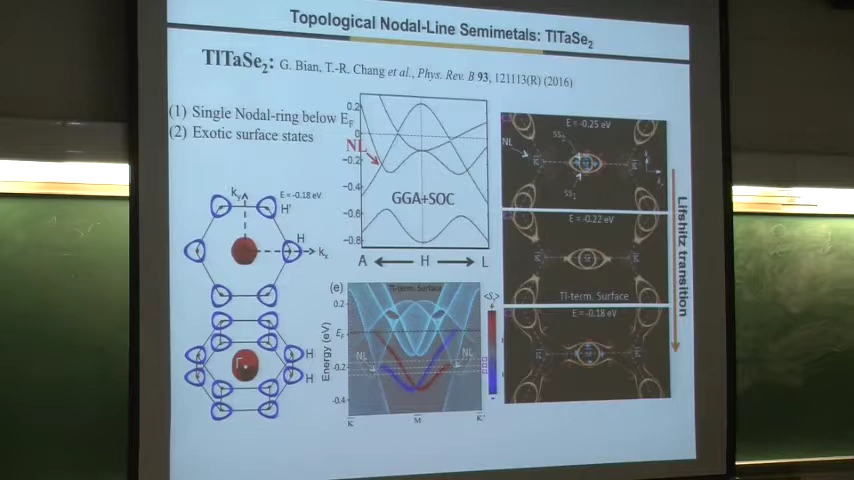 Topological Nodal-Line Semimetals: TlTaSe2
TlTaSe2: G. Bian, T.-R. Chang et al., Phys. Rev. B 93, 121113(R) (2016)
(1) Single Nodal-ring below EF
(2) Exotic surface states
0.2
0
NL
-0.2
-0.4
-0.6
-0.8
GGA+SOC
A H L
ky
E = -0.18 eV
H'
H
kx
Γ
H
H
(e)
Tl-term. Surface
0.2
EF
-0.2
-0.4
Energy (eV)
NL
NL
K M K'
+
-
E = -0.25 eV
NL
SS
SS
E = -0.22 eV
Tl-term. Surface
E = -0.18 eV
Lifshitz transition